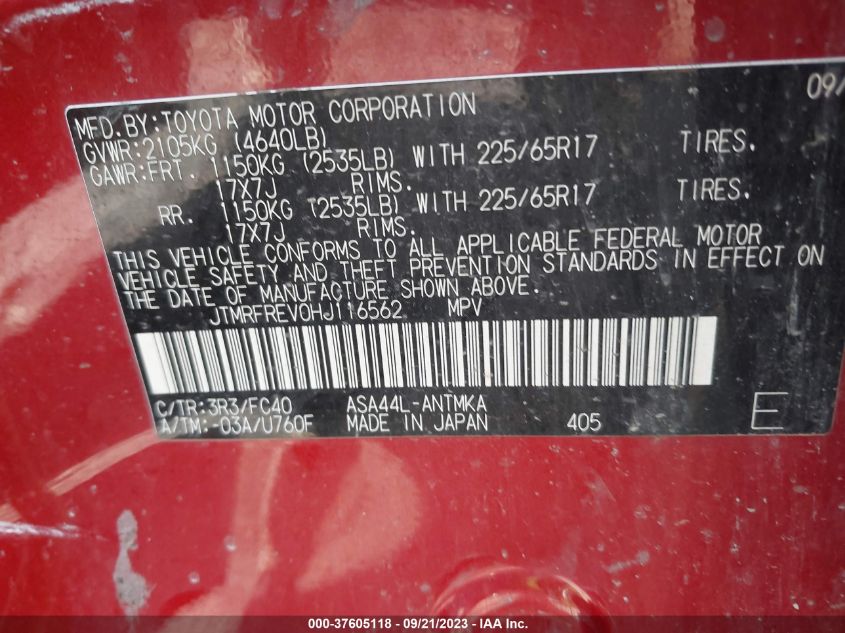 MFD.BY:TOYOTA MOTOR CORPORATION 09/
GVWR:2105KG (4640LB)
GAWR:FRT. 1150KG (2535LB) WITH 225/65R17 TIRES.
17X7J RIMS.
RR. 1150KG (2535LB) WITH 225/65R17 TIRES.
17X7J RIMS.
THIS VEHICLE CONFORMS TO ALL APPLICABLE FEDERAL MOTOR
VEHICLE SAFETY AND THEFT PREVENTION STANDARDS IN EFFECT ON
THE DATE OF MANUFACTURE SHOWN ABOVE.
JTMRFREV0HJ116562 MPV
C/TR:3R3/FC40 ASA44L-ANTMKA
A/TM:-03A/U760F MADE IN JAPAN 405 E
000-37605118 - 09/21/2023 - Copyright © 2023 IAA, Inc.